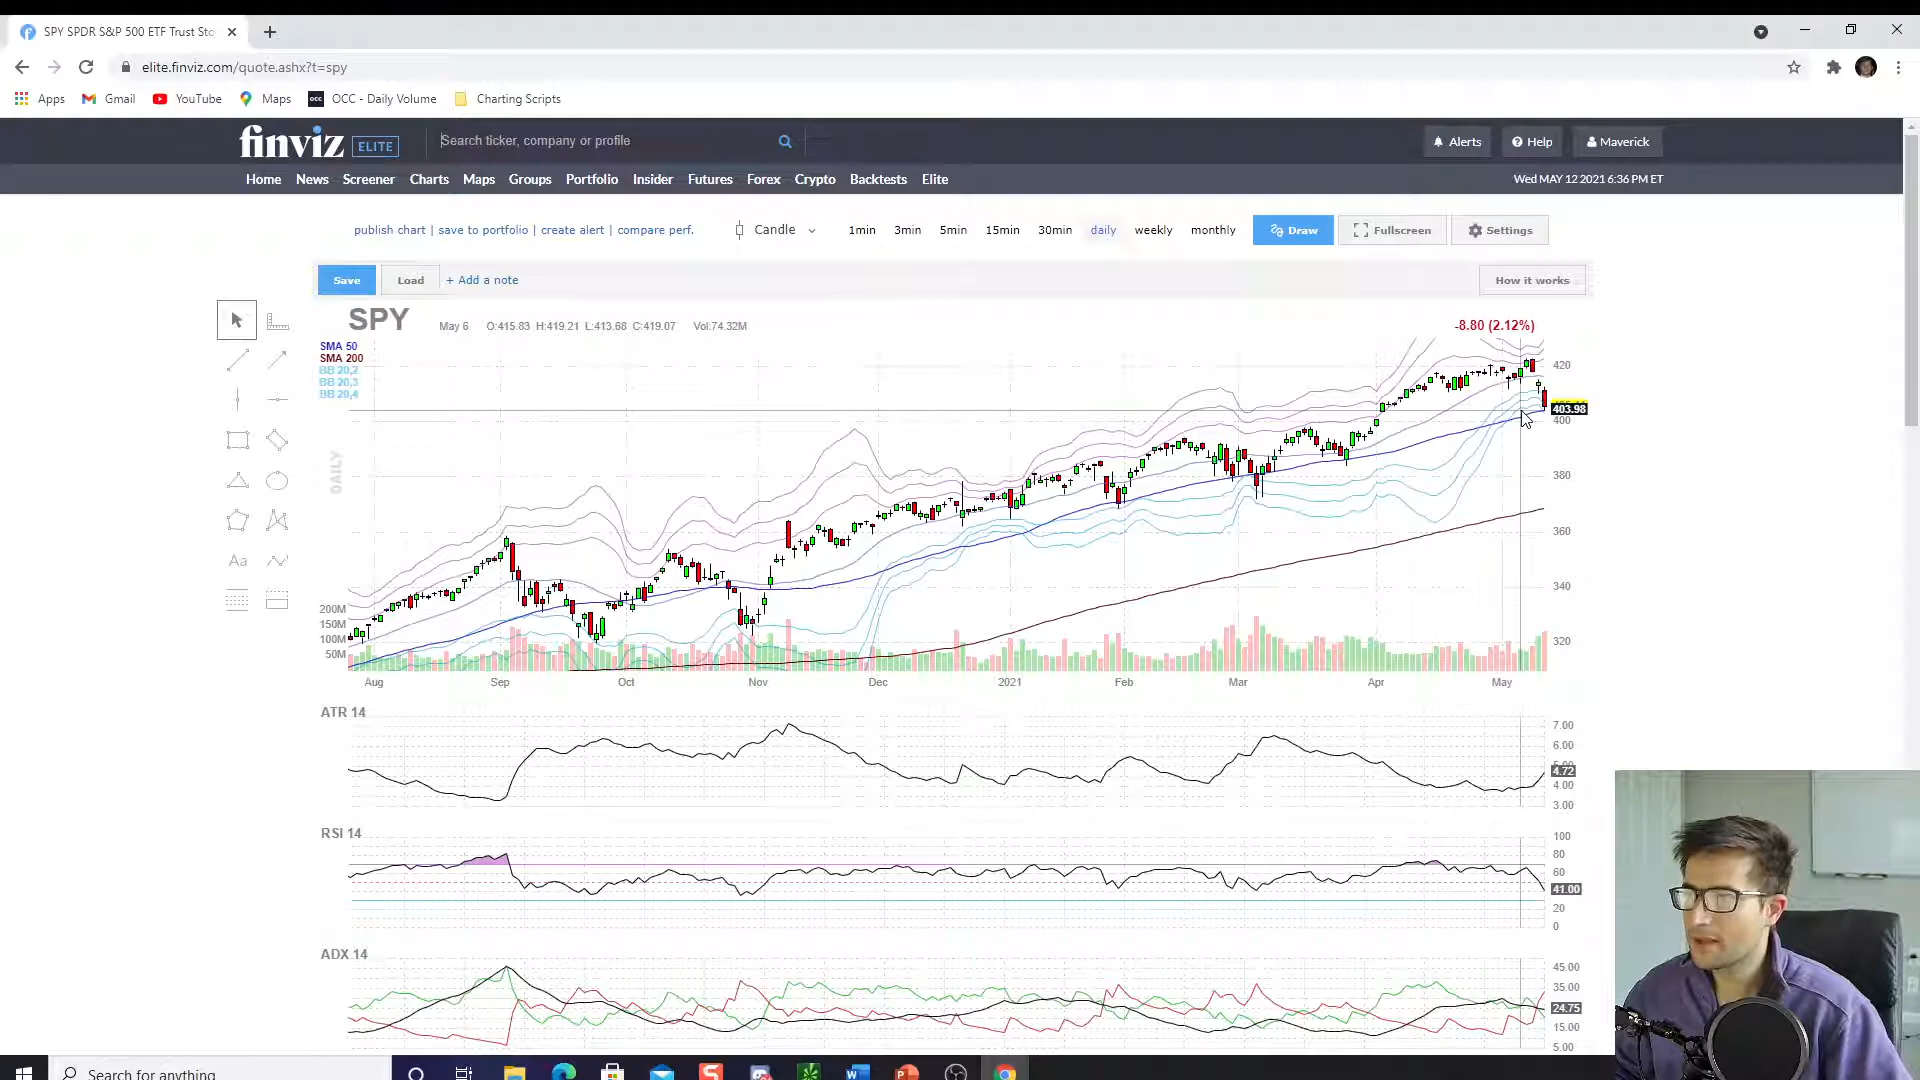 SPY SPDR S&P 500 ETF Trust Sto
elite.finviz.com/quote.ashx?t=spy
Apps Gmail YouTube Maps OCC OCC - Daily Volume Charting Scripts
finviz ELITE Search ticker, company or profile Alerts Help Maverick
Home News Screener Charts Maps Groups Portfolio Insider Futures Forex Crypto Backtests Elite Wed MAY 12 2021 6:36 PM ET
publish chart | save to portfolio | create alert | compare perf. Candle 1min 3min 5min 15min 30min daily weekly monthly Draw Fullscreen Settings
Save Load + Add a note How it works
SPY May 6 O:415.83 H:419.21 L:413.68 C:419.07 Vol:74.32M -8.80 (2.12%)
SMA 50
SMA 200
BB 20,2
BB 20,3
BB 20,4
420
403.98
400
380
360
340
320
DAILY
Aa
200M
150M
100M
50M
Aug Sep Oct Nov Dec 2021 Feb Mar Apr May
ATR 14
7.00
6.00
4.72
4.00
3.00
RSI 14
100
80
60
41.00
20
0
ADX 14
45.00
35.00
24.75
15.00
5.00
Search for anything